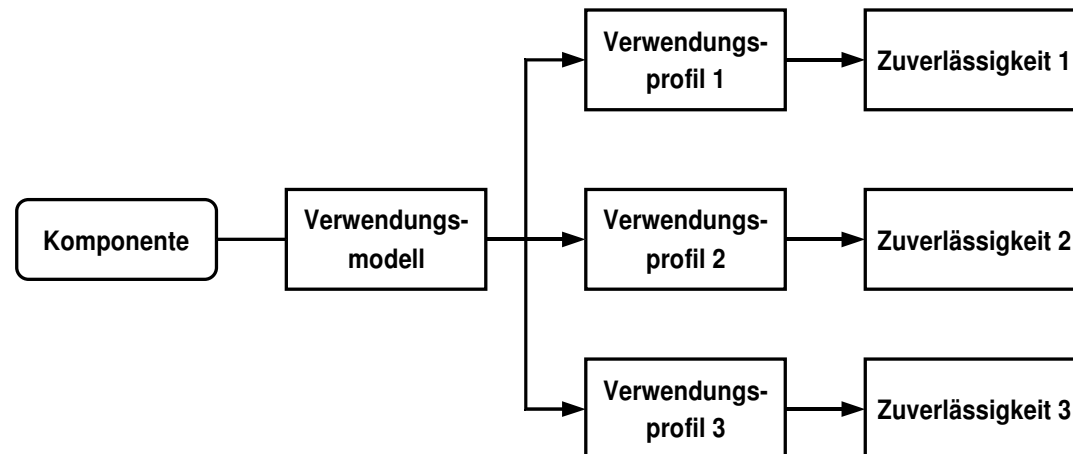 Verwendungs-
profil 1
Zuverlässigkeit 1
Komponente
Verwendungs-
modell
Verwendungs-
profil 2
Zuverlässigkeit 2
Verwendungs-
profil 3
Zuverlässigkeit 3